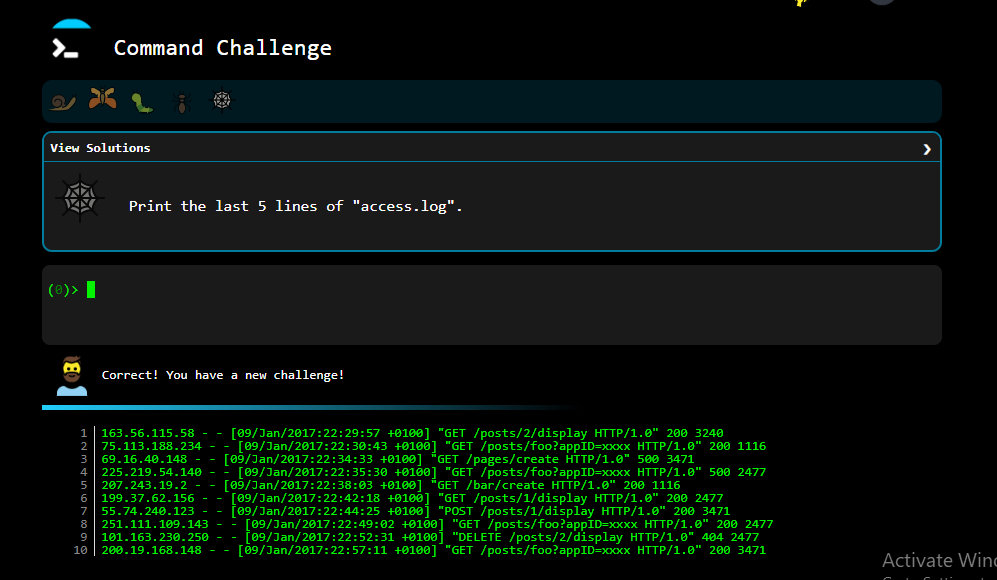 Command Challenge
View Solutions
Print the last 5 lines of "access.log".
(0)>
Correct! You have a new challenge!
1 163.56.115.58 - - [09/Jan/2017:22:29:57 +0100] "GET /posts/2/display HTTP/1.0" 200 3240
2 75.113.188.234 - - [09/Jan/2017:22:30:43 +0100] "GET /posts/foo?appID=xxxx HTTP/1.0" 200 1116
3 69.16.40.148 - - [09/Jan/2017:22:34:33 +0100] "GET /pages/create HTTP/1.0" 500 3471
4 225.219.54.140 - - [09/Jan/2017:22:35:30 +0100] "GET /posts/foo?appID=xxxx HTTP/1.0" 500 2477
5 207.243.19.2 - - [09/Jan/2017:22:38:03 +0100] "GET /bar/create HTTP/1.0" 200 1116
6 199.37.62.156 - - [09/Jan/2017:22:42:18 +0100] "GET /posts/1/display HTTP/1.0" 200 2477
7 55.74.240.123 - - [09/Jan/2017:22:44:25 +0100] "POST /posts/1/display HTTP/1.0" 200 3471
8 251.111.109.143 - - [09/Jan/2017:22:49:02 +0100] "GET /posts/foo?appID=xxxx HTTP/1.0" 200 2477
9 101.163.230.250 - - [09/Jan/2017:22:52:31 +0100] "DELETE /posts/2/display HTTP/1.0" 404 2477
10 200.19.168.148 - - [09/Jan/2017:22:57:11 +0100] "GET /posts/foo?appID=xxxx HTTP/1.0" 200 3471
Activate Win